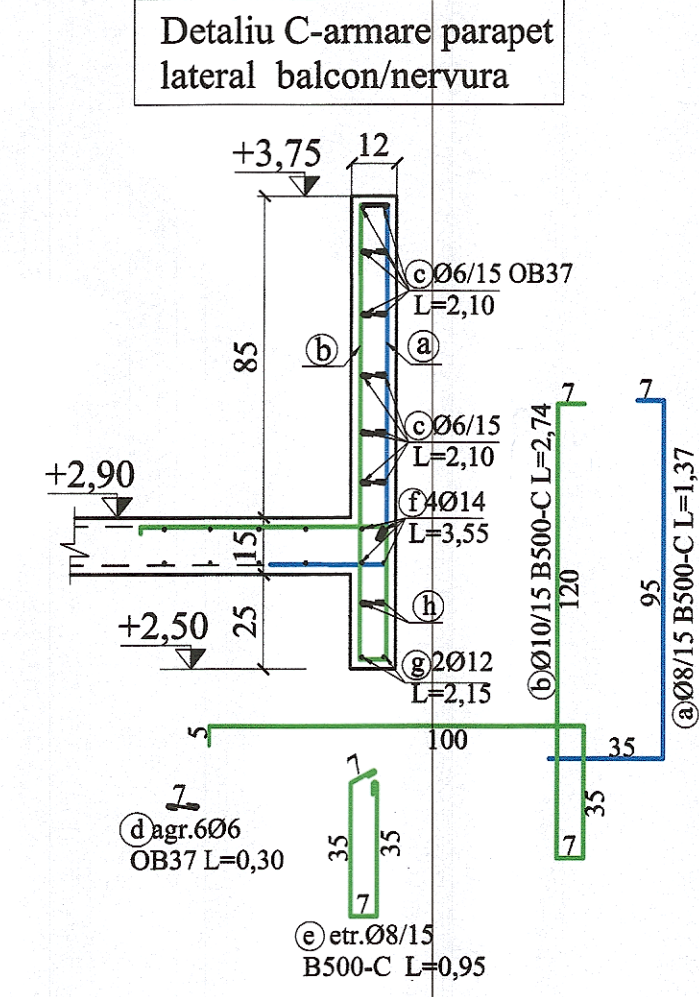 Detaliu C-armare parapet
lateral balcon/nervura
+3,75
12
c Ø6/15 OB37
L=2,10
85
b
a
c Ø6/15
L=2,10
+2,90
f 4Ø14
L=3,55
15
h
+2,50
25
g 2Ø12
L=2,15
7
b Ø10/15 B500-C L=2,74
120
7
95
a Ø8/15 B500-C L=1,37
35
5
100
35
7
7
d agr.6Ø6
OB37 L=0,30
7
35
35
7
e etr.Ø8/15
B500-C L=0,95